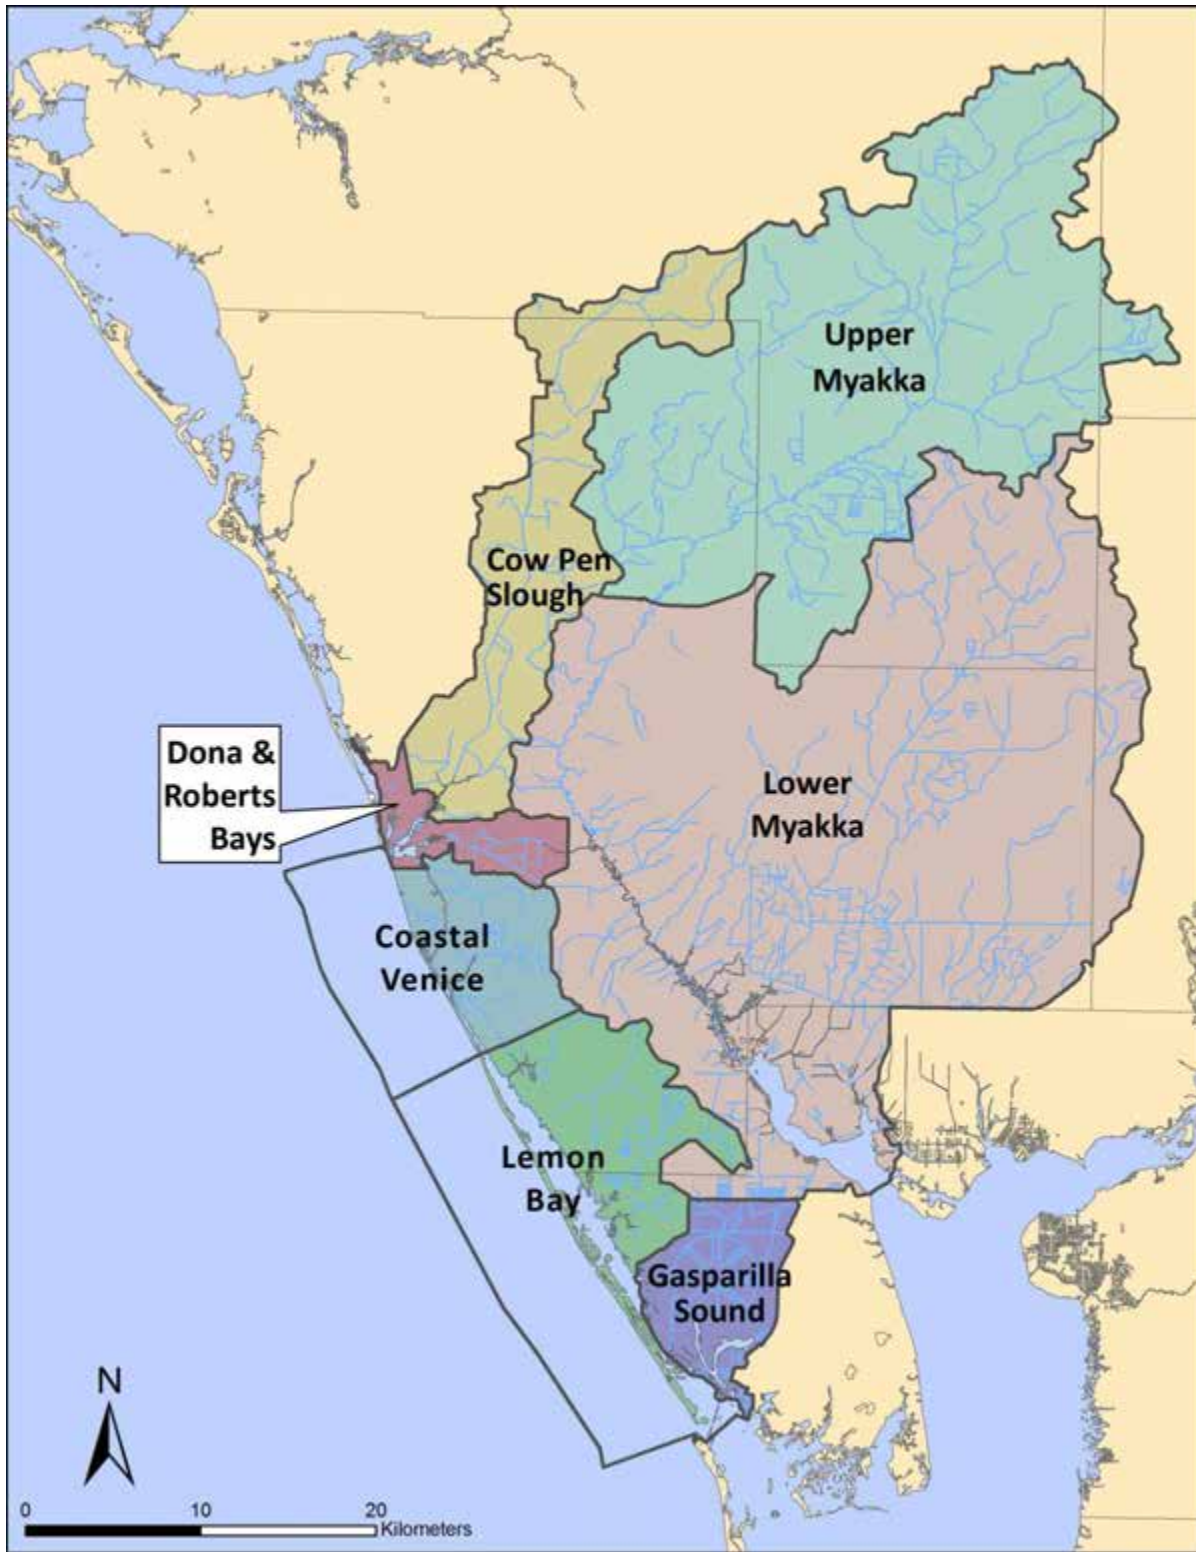 Upper
Myakka
Cow Pen
Slough
Dona &
Roberts
Bays
Lower
Myakka
Coastal
Venice
Lemon
Bay
Gasparilla
Sound
N
0 10 20
Kilometers